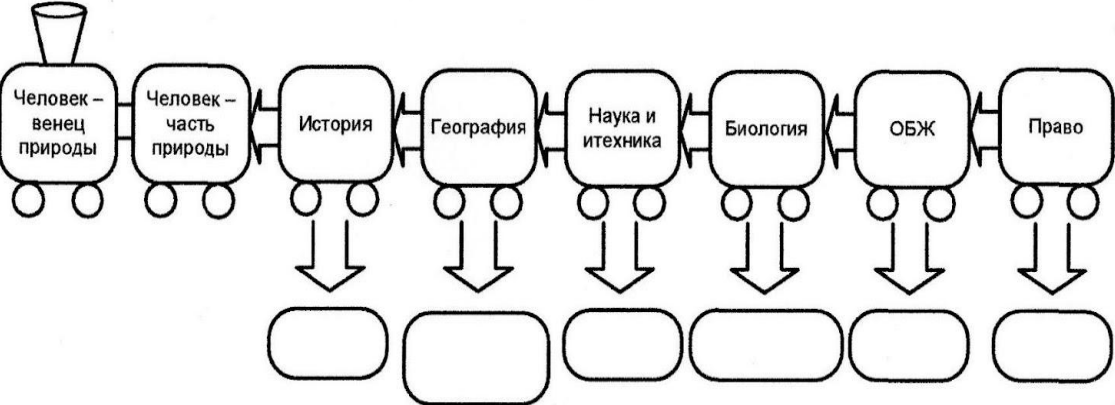 Человек –
венец
природы
Человек –
часть
природы
История
География
Наука и
итехника
Биология
ОБЖ
Право